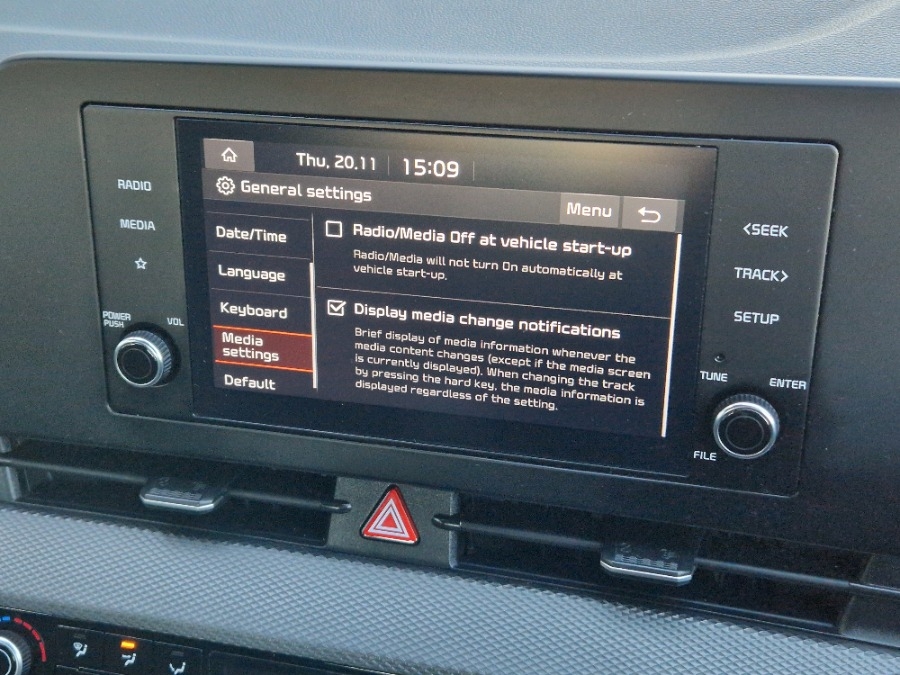 Thu, 20.11 15:09
General settings
Menu
RADIO
MEDIA
POWER
PUSH
VOL
Date/Time
Language
Keyboard
Media
settings
Default
Radio/Media Off at vehicle start-up
Radio/Media will not turn On automatically at
vehicle start-up.
Display media change notifications
Brief display of media information whenever the
media content changes (except if the media screen
is currently displayed). When changing the track
by pressing the hard key, the media information is
displayed regardless of the setting.
<SEEK
TRACK>
SETUP
TUNE
ENTER
FILE